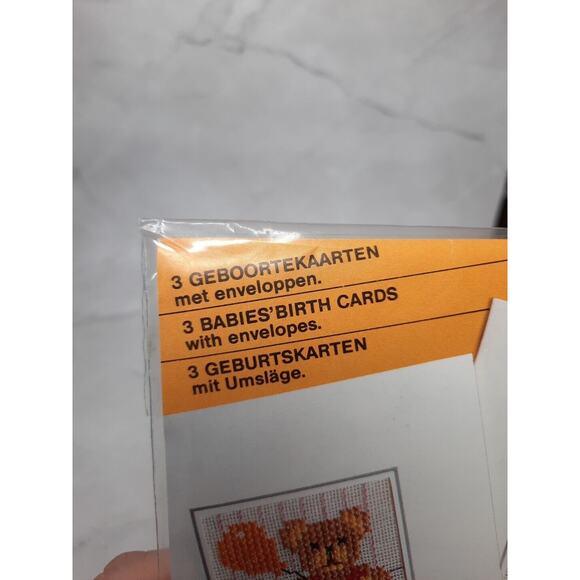 3 GEBOORTEKAARTEN
met enveloppen.
3 BABIES' BIRTH CARDS
with envelopes.
3 GEBURTSKARTEN
mit Umsläge.